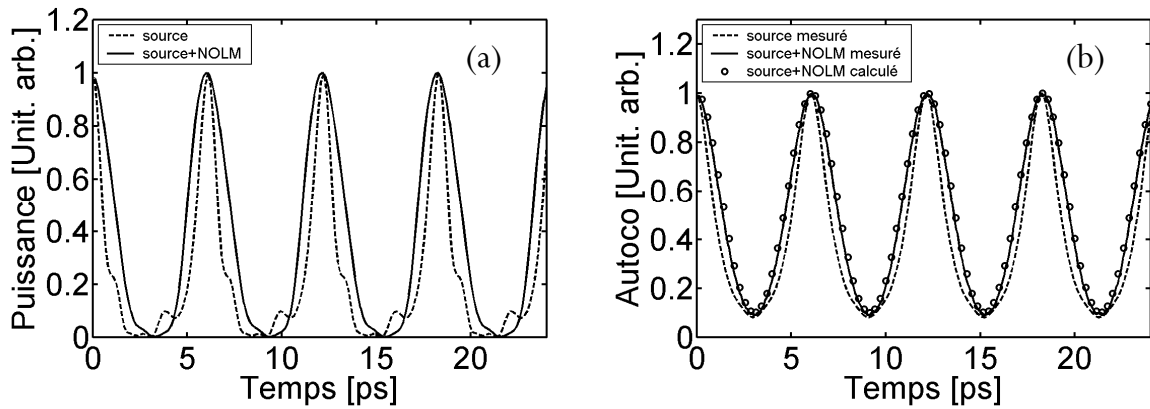 1.2
1
0.8
0.6
0.4
0.2
0
Puissance [Unit. arb.]
source
source+NOLM
(a)
0 5 10 15 20
Temps [ps]
1.2
1
0.8
0.6
0.4
0.2
0
Autoco [Unit. arb.]
source mesuré
source+NOLM mesuré
source+NOLM calculé
(b)
0 5 10 15 20
Temps [ps]